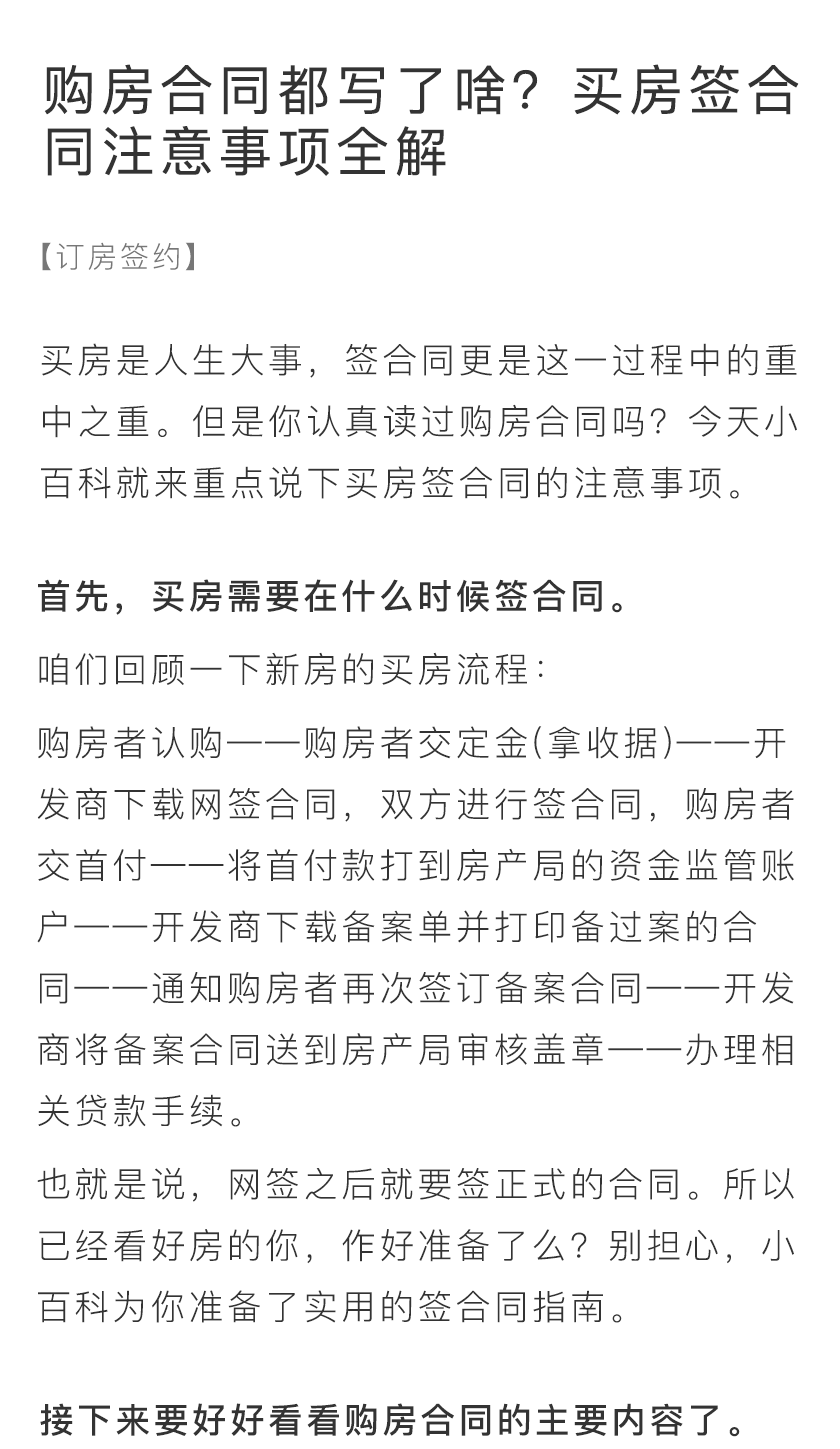 购房合同都写了啥？买房签合
同注意事项全解
【订房签约】
买房是人生大事，签合同更是这一过程中的重
中之重。但是你认真读过购房合同吗？今天小
百科就来重点说下买房签合同的注意事项。
首先，买房需要在什么时候签合同。
咱们回顾一下新房的买房流程：
购房者认购——购房者交定金(拿收据)——开
发商下载网签合同，双方进行签合同，购房者
交首付——将首付款打到房产局的资金监管账
户——开发商下载备案单并打印备过案的合
同——通知购房者再次签订备案合同——开发
商将备案合同送到房产局审核盖章——办理相
关贷款手续。
也就是说，网签之后就要签正式的合同。所以
已经看好房的你，作好准备了么？别担心，小
百科为你准备了实用的签合同指南。
接下来要好好看看购房合同的主要内容了。